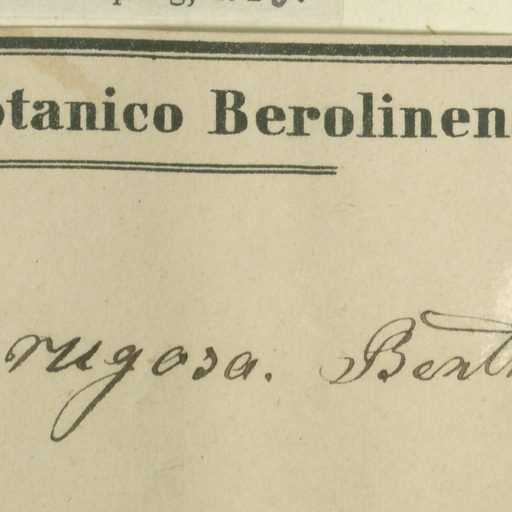 otanico Berolinen
rugosa. Benth